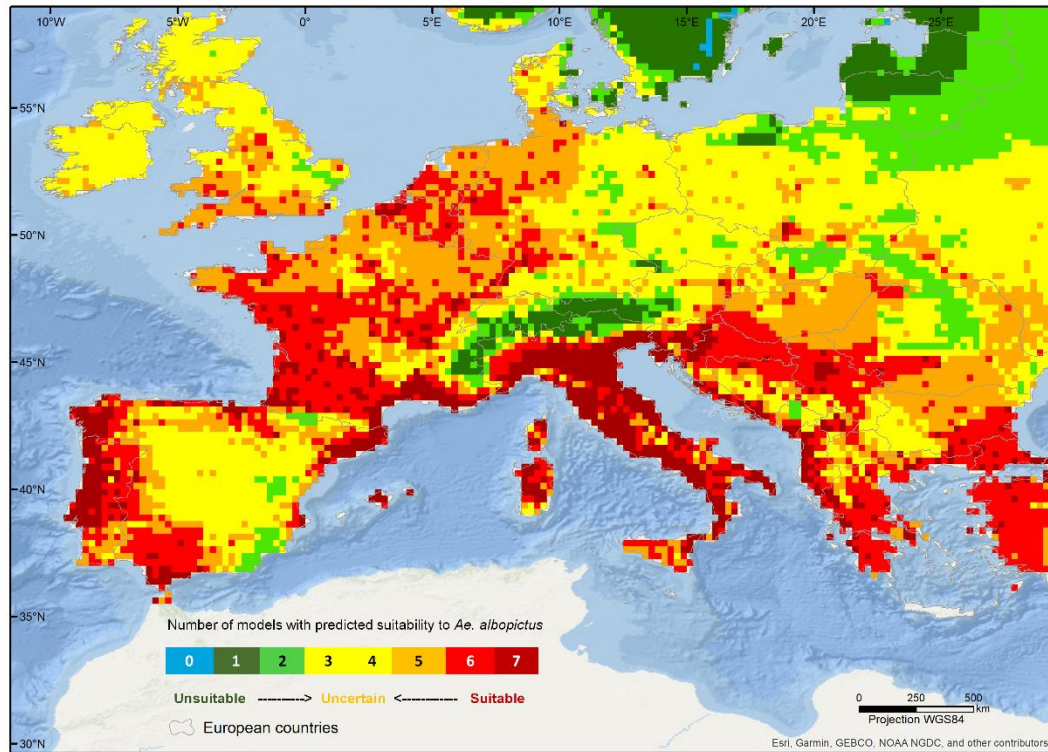 10°W 5°W 0° 5°E 10°E 15°E 20°E 25°E
55°N
50°N
45°N
40°N
35°N
30°N
Number of models with predicted suitability to Ae. albopictus
0 1 2 3 4 5 6 7
Unsuitable ----------> Uncertain <---------- Suitable
European countries
0 250 500
km
Projection WGS84
Esri, Garmin, GEBCO, NOAA NGDC, and other contributors